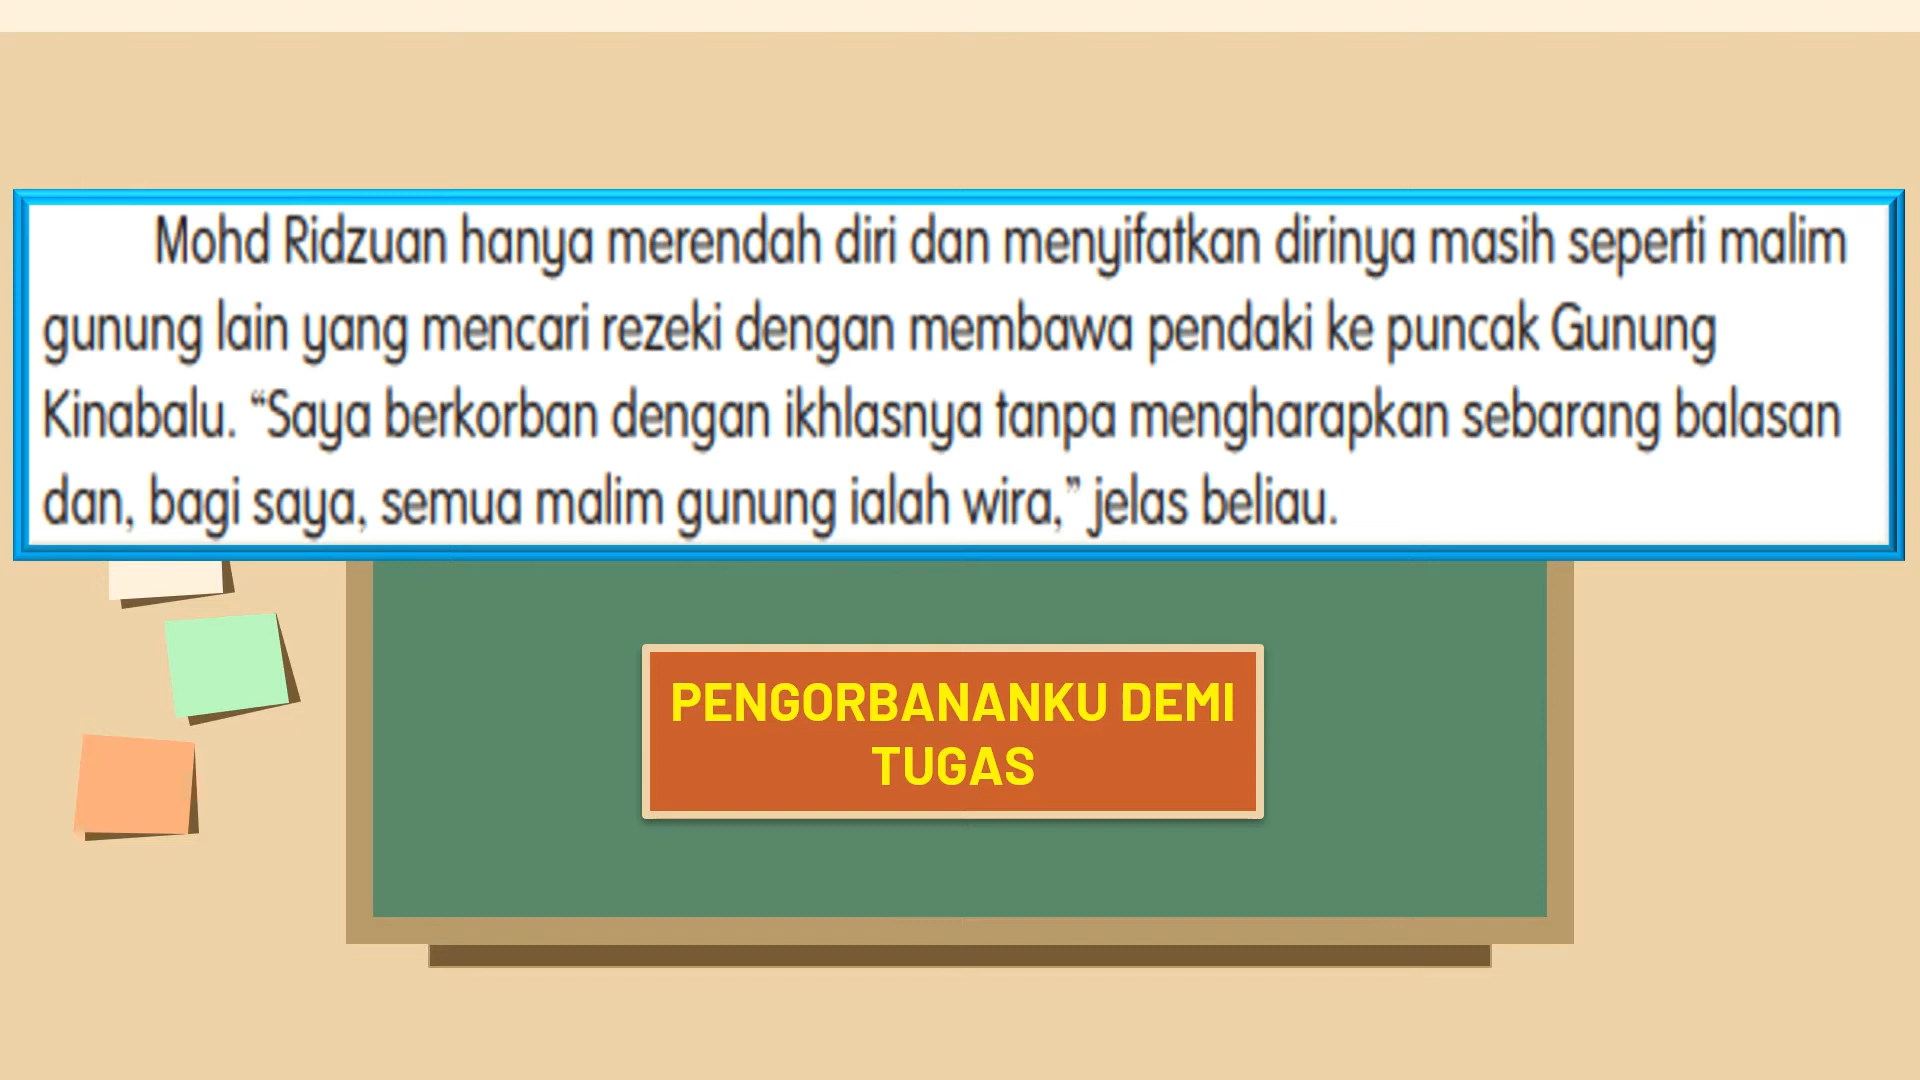 Mohd Ridzuan hanya merendah diri dan menyifatkan dirinya masih seperti malim
gunung lain yang mencari rezeki dengan membawa pendaki ke puncak Gunung
Kinabalu. “Saya berkorban dengan ikhlasnya tanpa mengharapkan sebarang balasan
dan, bagi saya, semua malim gunung ialah wira,” jelas beliau.
PENGORBANANKU DEMI
TUGAS